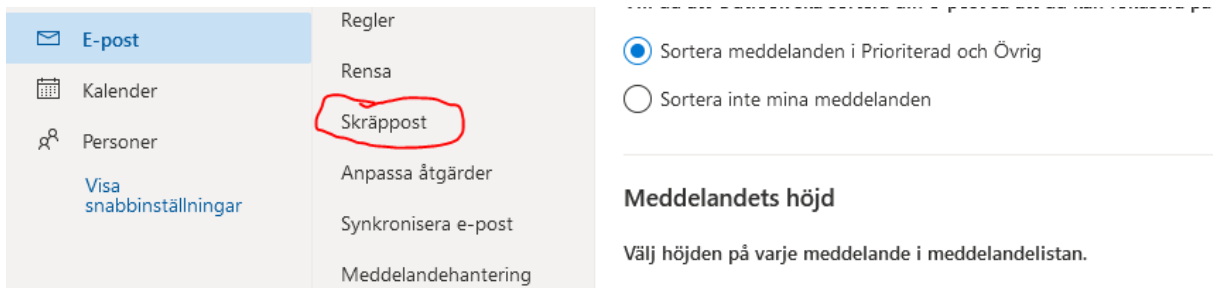 E-post
Kalender
Personer
Visa
snabbinställningar
Regler
Rensa
Skräppost
Anpassa åtgärder
Synkronisera e-post
Meddelandehantering
Sortera meddelanden i Prioriterad och Övrig
Sortera inte mina meddelanden
Meddelandets höjd
Välj höjden på varje meddelande i meddelandelistan.